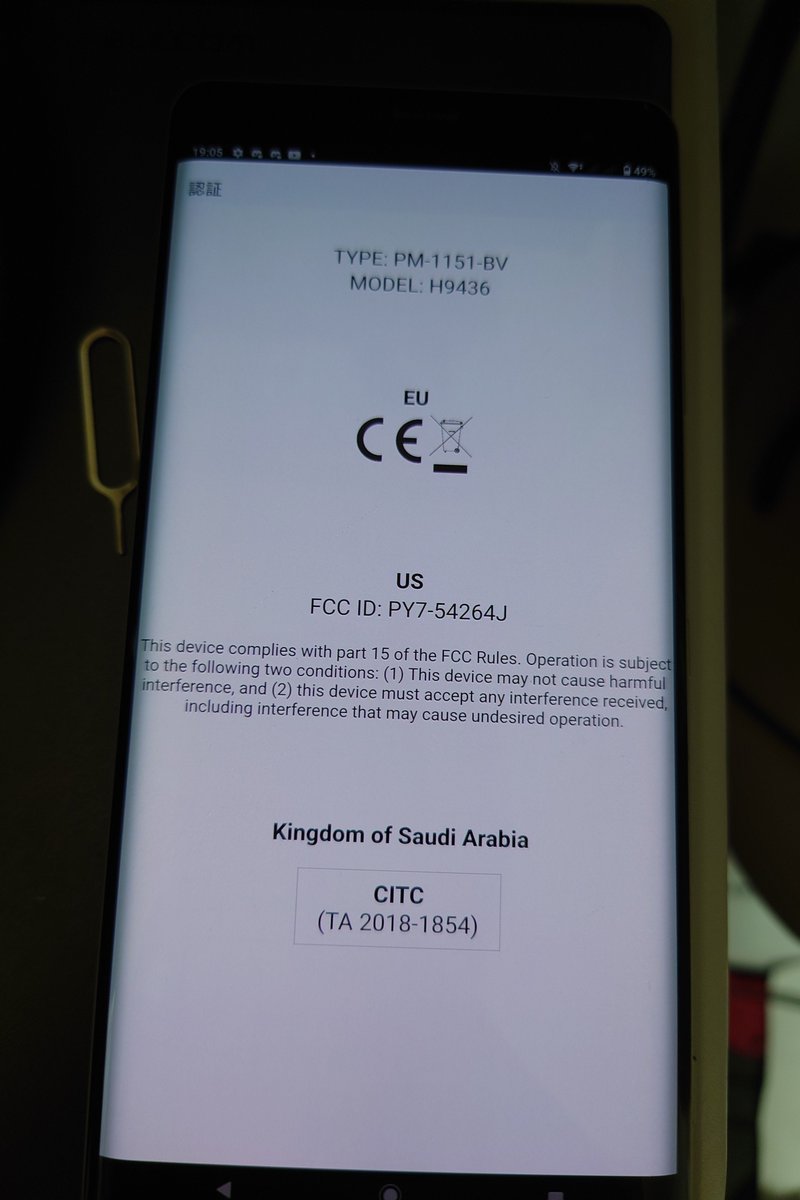 19:05
49%
認証
TYPE: PM-1151-BV
MODEL: H9436
EU
CE
US
FCC ID: PY7-54264J
This device complies with part 15 of the FCC Rules. Operation is subject
to the following two conditions: (1) This device may not cause harmful
interference, and (2) this device must accept any interference received,
including interference that may cause undesired operation.
Kingdom of Saudi Arabia
CITC
(TA 2018-1854)